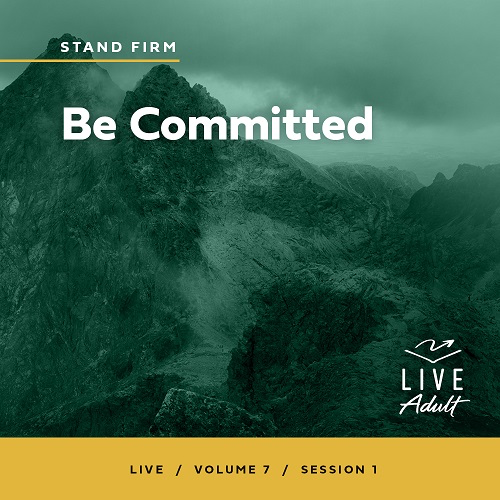 STAND FIRM
Be Committed
LIVE
Adult
LIVE / VOLUME 7 / SESSION 1